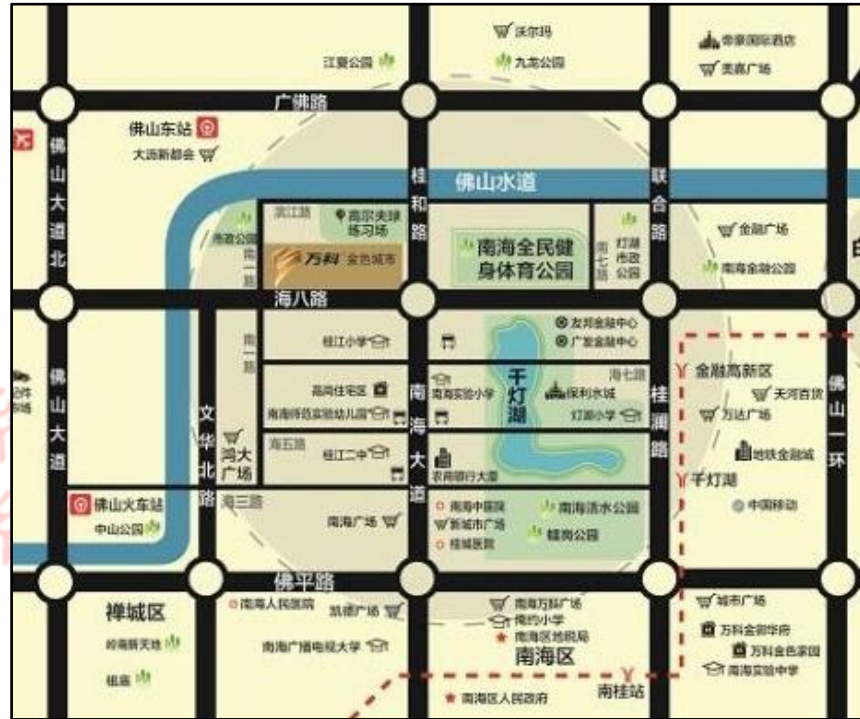 沃尔玛
江夏公园
九龙公园
帝豪国际酒店
美嘉广场
广佛路
佛山东站
大沥新都会
佛山大道北
桂和路
佛山水道
联合路
滨江路
高尔夫球
练习场
市政公园
南一路
万科 金色城市
南海全民健
身体育公园
南七路
灯湖
市政
公园
金融广场
南海金融公园
海八路
友邦金融中心
广发金融中心
桂江小学
南一路
千灯湖
海七路
金融高新区
佛山大道
文华北路
高尚住宅区
南海师范实验幼儿园
南海大道
南海实验小学
保利水城
灯湖小学
桂澜路
天河百货
万达广场
佛山一环
鸿大
广场
海五路
桂江二中
农商银行大厦
地铁金融城
千灯湖
佛山火车站
中山公园
海三路
南海广场
南海中医院
新城市广场
桂城医院
南海活水公园
桂岗公园
中国移动
佛平路
禅城区
岭南新天地
祖庙
南海人民医院
凯德广场
南海广播电视大学
南海万科广场
南约小学
南海区地税局
南海区
南海区人民政府
南桂站
城市广场
万科金御华府
万科金色家园
南海实验中学